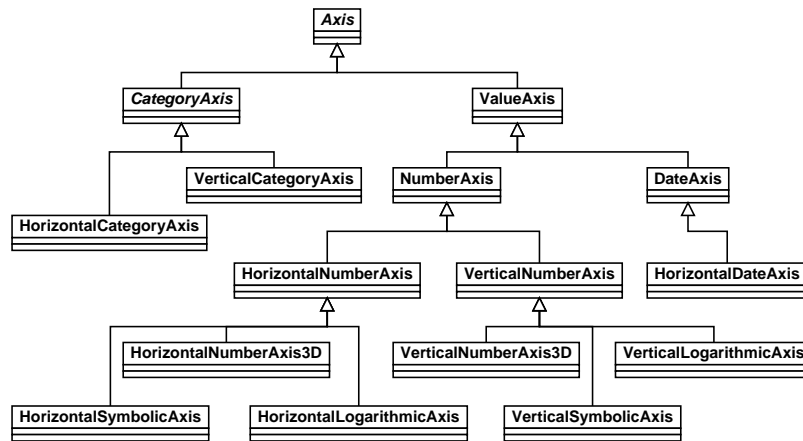 Axis
CategoryAxis
ValueAxis
VerticalCategoryAxis
NumberAxis
DateAxis
HorizontalCategoryAxis
HorizontalNumberAxis
VerticalNumberAxis
HorizontalDateAxis
HorizontalNumberAxis3D
VerticalNumberAxis3D
VerticalLogarithmicAxis
HorizontalSymbolicAxis
HorizontalLogarithmicAxis
VerticalSymbolicAxis